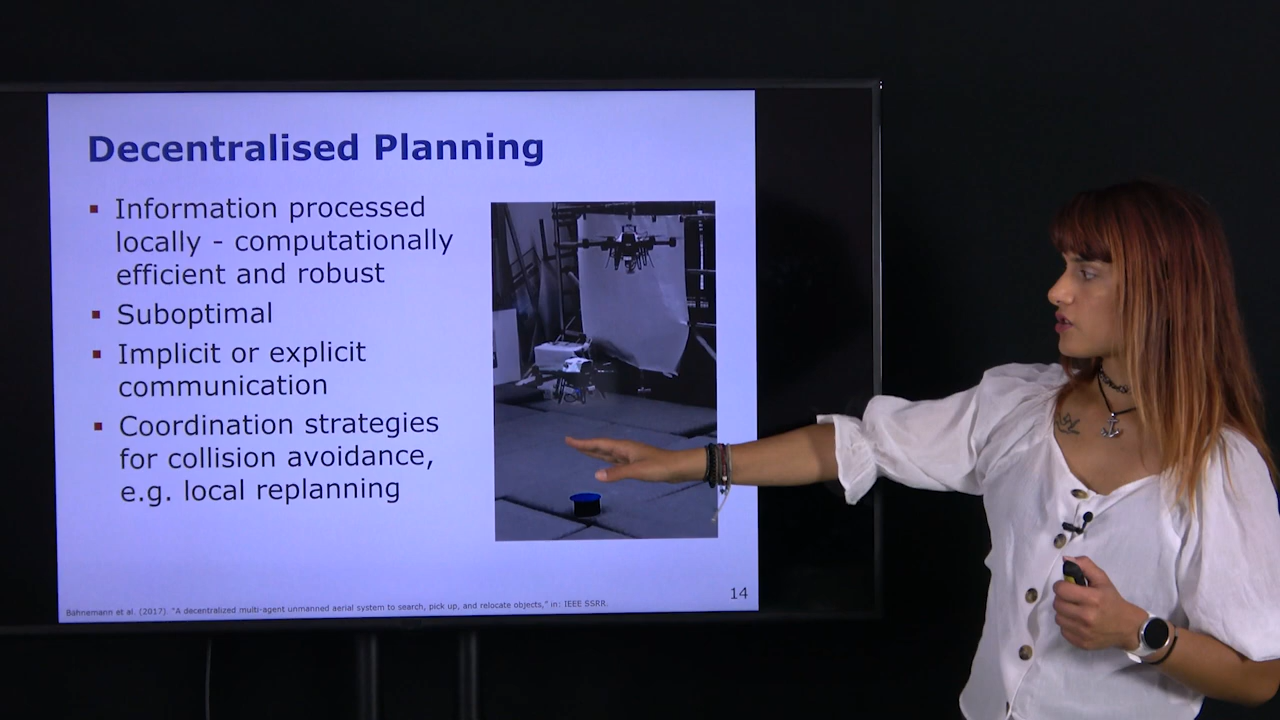 Decentralised Planning
▪ Information processed
locally - computationally
efficient and robust
▪ Suboptimal
▪ Implicit or explicit
communication
▪ Coordination strategies
for collision avoidance,
e.g. local replanning
14
Bähnemann et al. (2017). "A decentralized multi-agent unmanned aerial system to search, pick up, and relocate objects," in: IEEE SSRR.